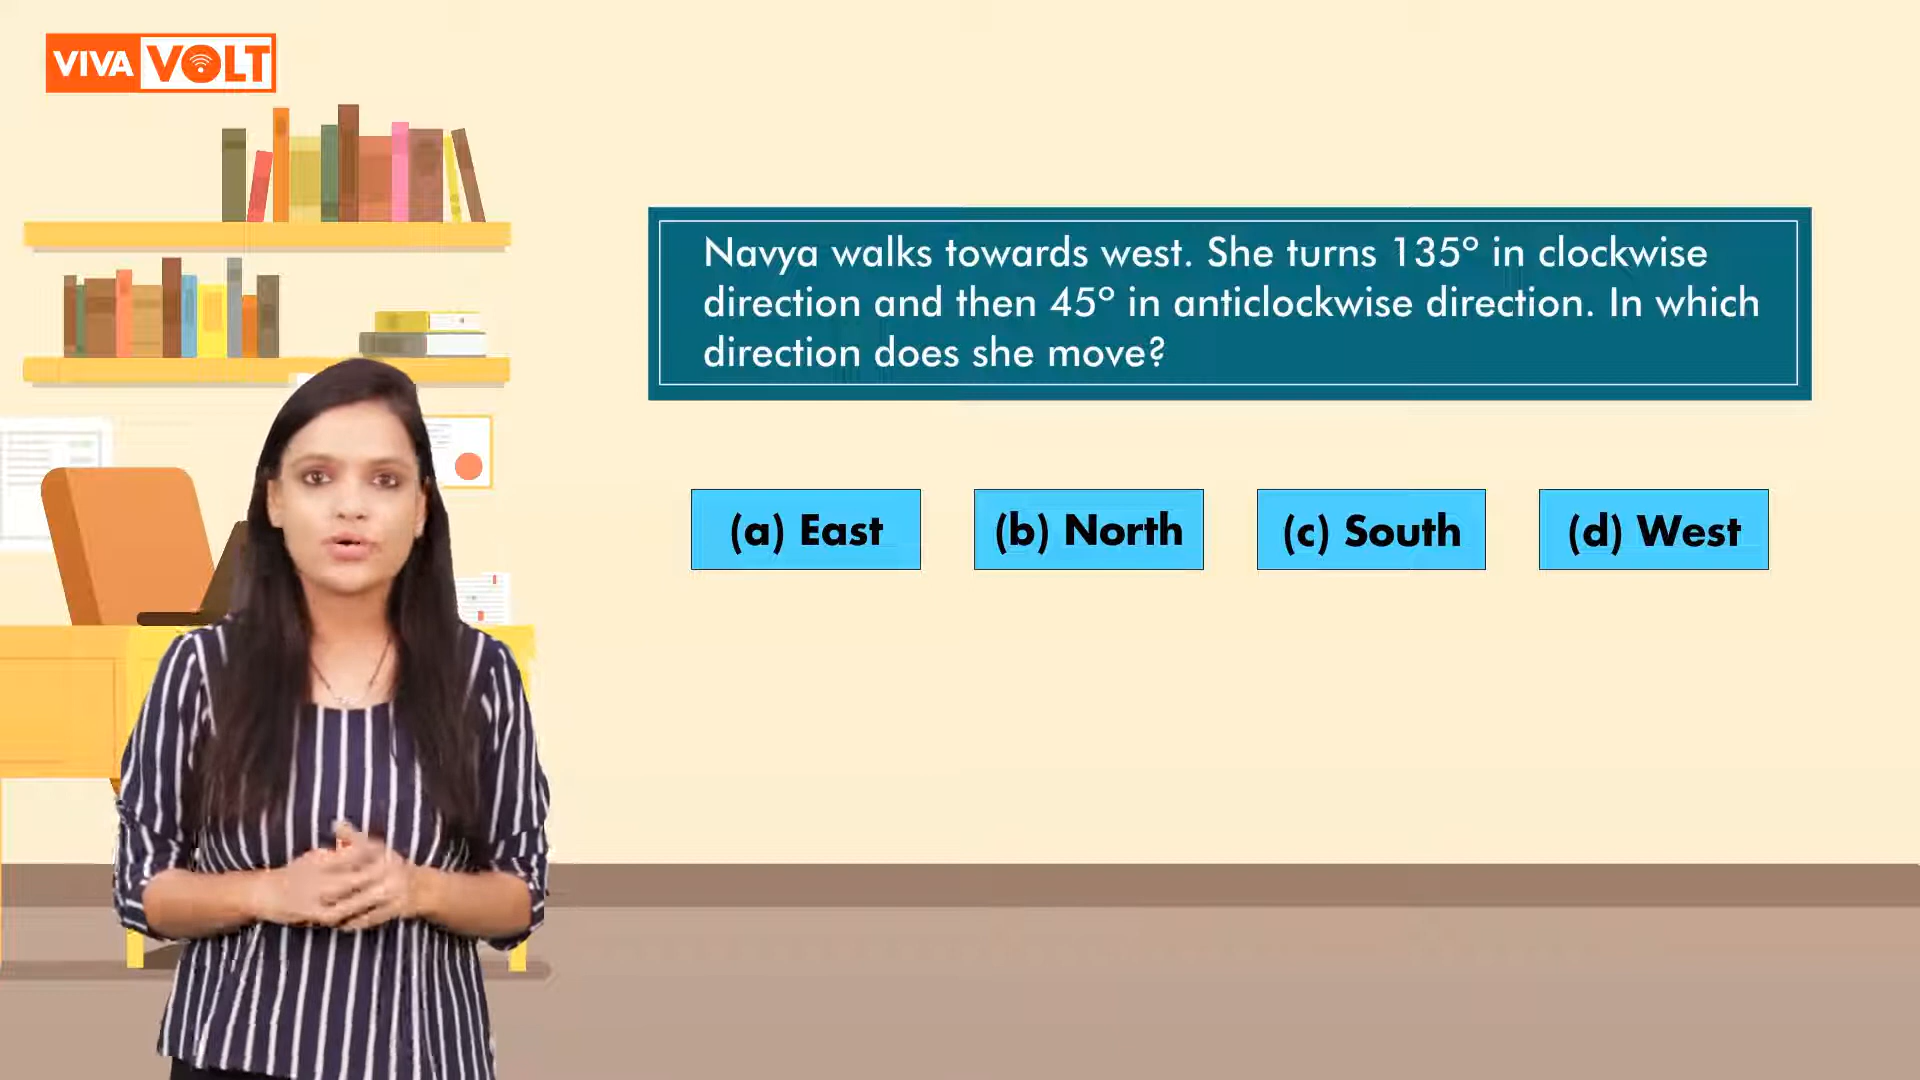 VIVA VOLT
Navya walks towards west. She turns 135° in clockwise
direction and then 45° in anticlockwise direction. In which
direction does she move?
(a) East
(b) North
(c) South
(d) West